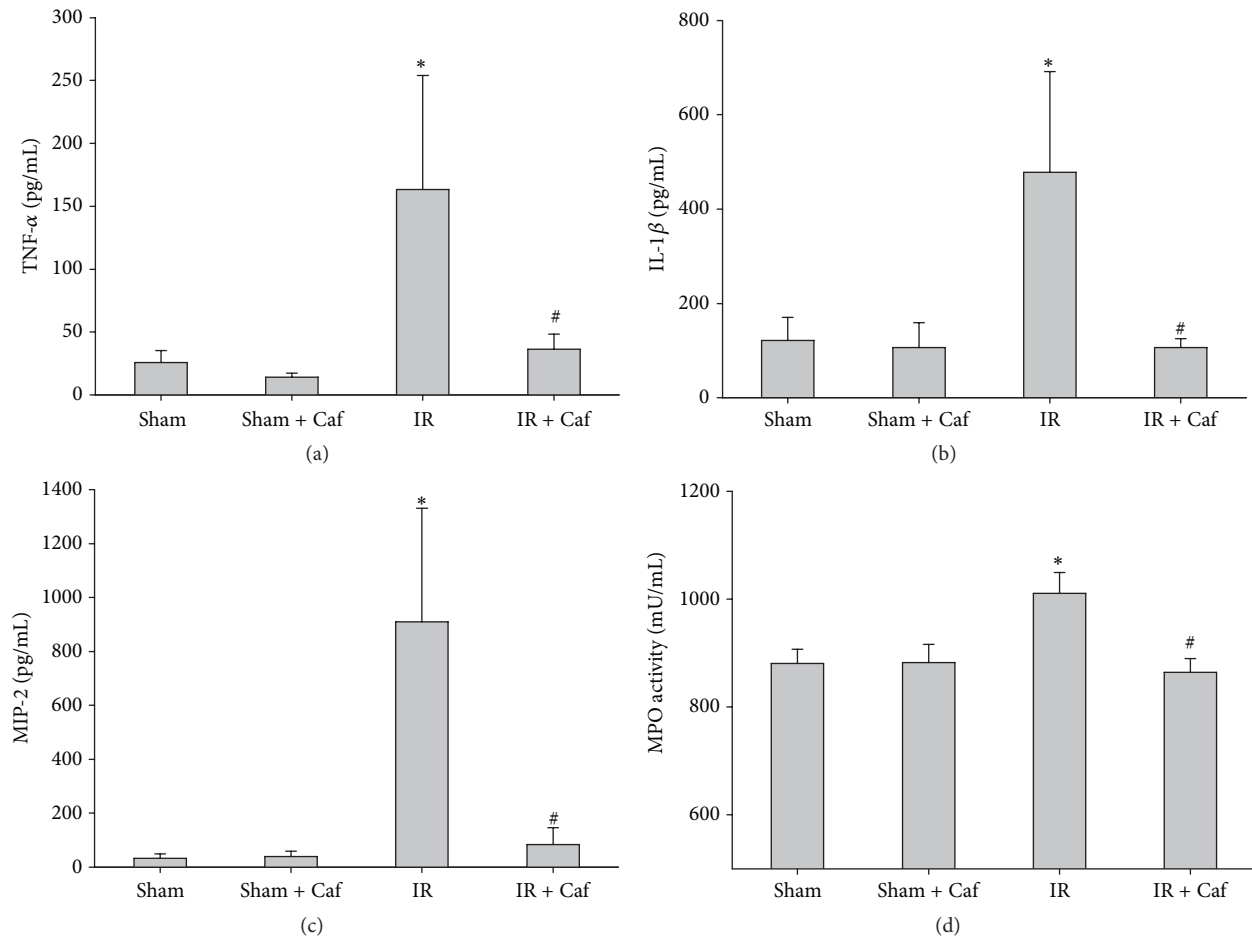 300
250
200
150
100
50
0
TNF-α (pg/mL)
*
#
Sham
Sham + Caf
IR
IR + Caf
(a)
800
600
400
200
0
IL-1β (pg/mL)
*
#
Sham
Sham + Caf
IR
IR + Caf
(b)
1400
1200
1000
800
600
400
200
0
MIP-2 (pg/mL)
*
#
Sham
Sham + Caf
IR
IR + Caf
(c)
1200
1000
800
600
MPO activity (mU/mL)
*
#
Sham
Sham + Caf
IR
IR + Caf
(d)